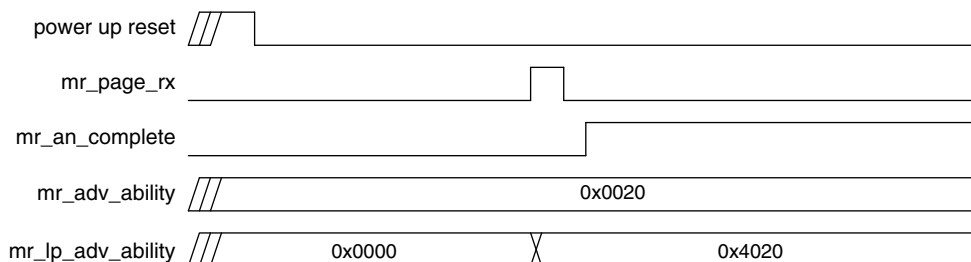 power up reset
mr_page_rx
mr_an_complete
mr_adv_ability 0x0020
mr_lp_adv_ability 0x0000 0x4020